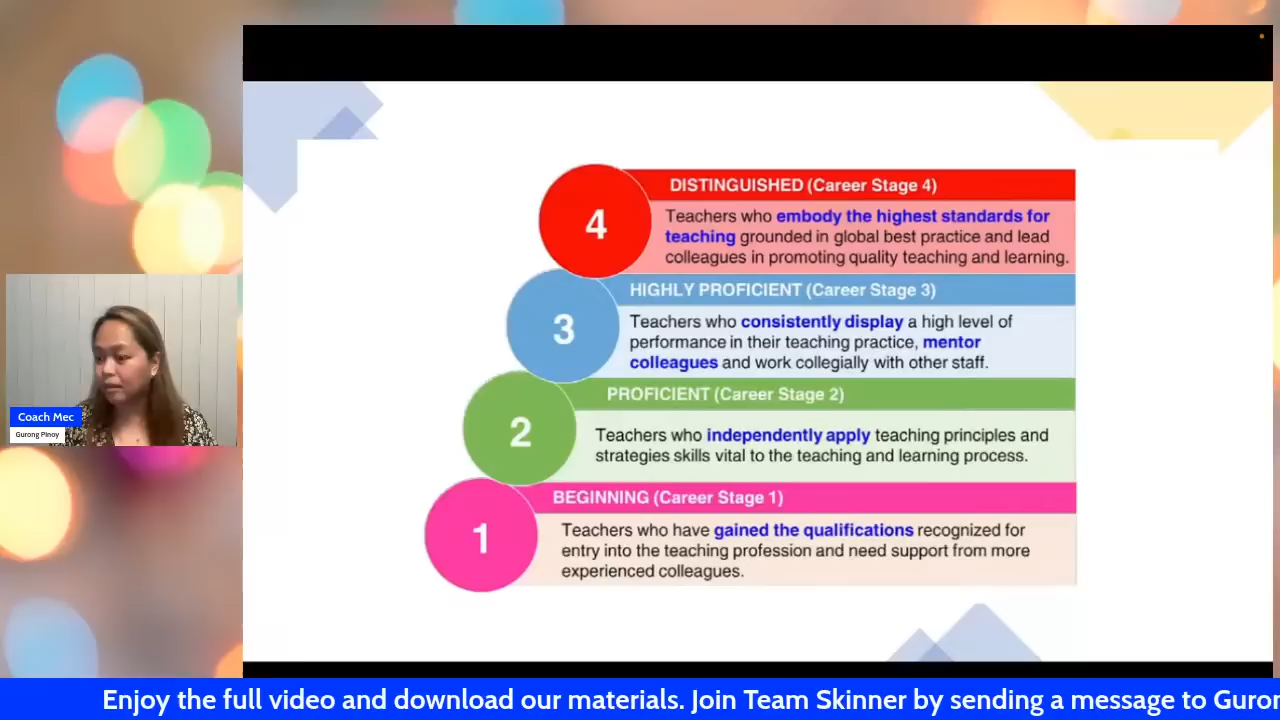 4
DISTINGUISHED (Career Stage 4)
Teachers who embody the highest standards for
teaching grounded in global best practice and lead
colleagues in promoting quality teaching and learning.
3
HIGHLY PROFICIENT (Career Stage 3)
Teachers who consistently display a high level of
performance in their teaching practice, mentor
colleagues and work collegially with other staff.
2
PROFICIENT (Career Stage 2)
Teachers who independently apply teaching principles and
strategies skills vital to the teaching and learning process.
1
BEGINNING (Career Stage 1)
Teachers who have gained the qualifications recognized for
entry into the teaching profession and need support from more
experienced colleagues.
Coach Mec
Gurong Pinoy
Enjoy the full video and download our materials. Join Team Skinner by sending a message to Guron